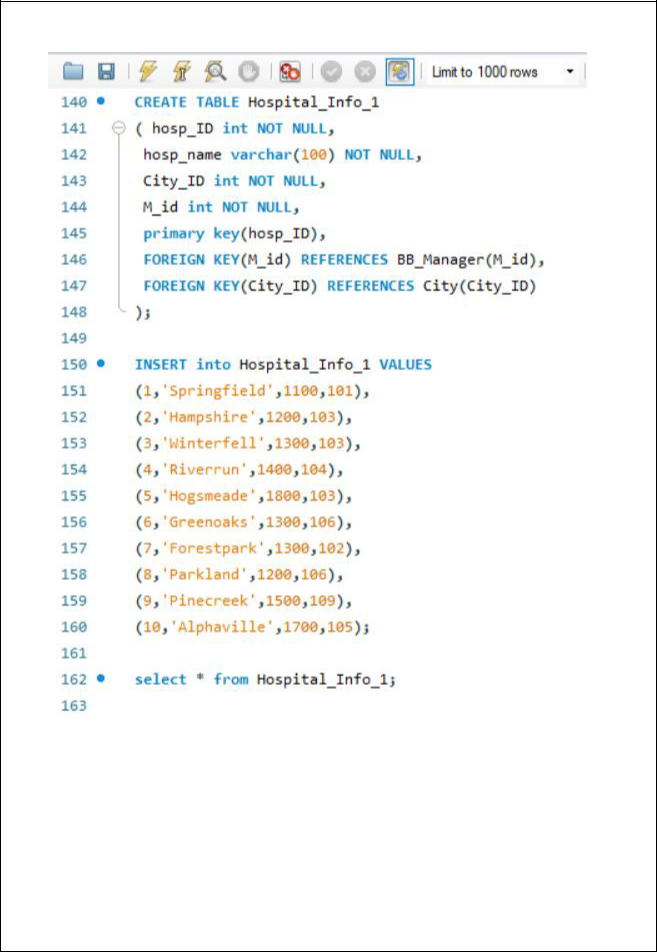 Limit to 1000 rows
140 CREATE TABLE Hospital_Info_1
141 ( hosp_ID int NOT NULL,
142 hosp_name varchar(100) NOT NULL,
143 City_ID int NOT NULL,
144 M_id int NOT NULL,
145 primary key(hosp_ID),
146 FOREIGN KEY(M_id) REFERENCES BB_Manager(M_id),
147 FOREIGN KEY(City_ID) REFERENCES City(City_ID)
148 );
149
150 INSERT into Hospital_Info_1 VALUES
151 (1,'Springfield',1100,101),
152 (2,'Hampshire',1200,103),
153 (3,'Winterfell',1300,103),
154 (4,'Riverrun',1400,104),
155 (5,'Hogsmeade',1800,103),
156 (6,'Greenoaks',1300,106),
157 (7,'Forestpark',1300,102),
158 (8,'Parkland',1200,106),
159 (9,'Pinecreek',1500,109),
160 (10,'Alphaville',1700,105);
161
162 select * from Hospital_Info_1;
163